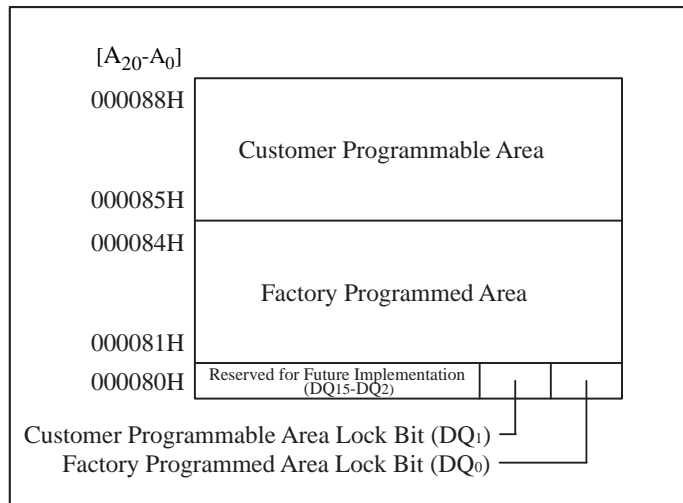 [A20-A0]
000088H
Customer Programmable Area
000085H
000084H
Factory Programmed Area
000081H
000080H
Reserved for Future Implementation
(DQ15-DQ2)
Customer Programmable Area Lock Bit (DQ1)
Factory Programmed Area Lock Bit (DQ0)